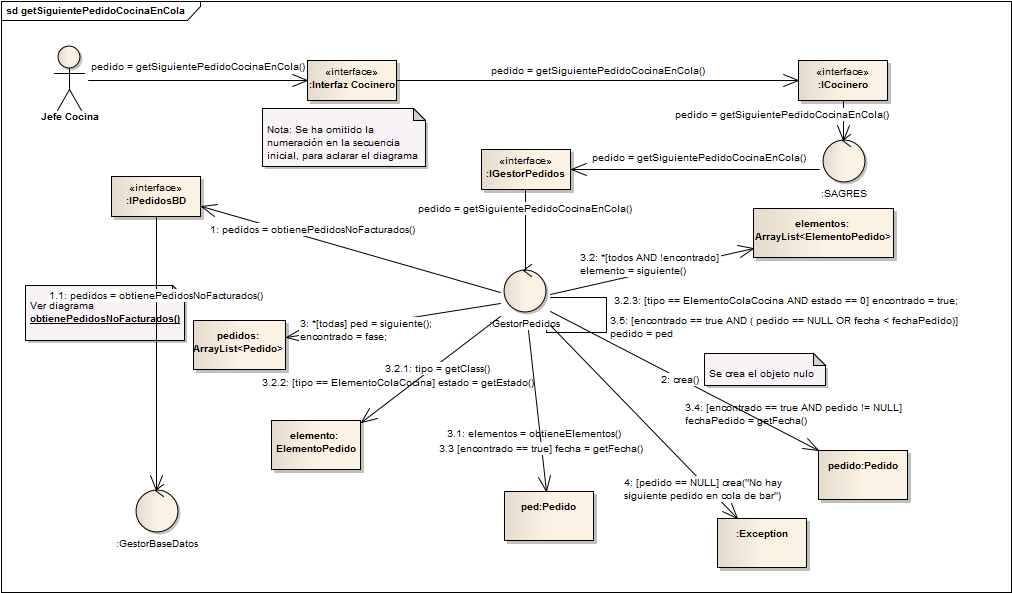 sd getSiguientePedidoCocinaEnCola
pedido = getSiguientePedidoCocinaEnCola()
«interface»
:Interfaz Cocinero
pedido = getSiguientePedidoCocinaEnCola()
«interface»
:ICocinero
Jefe Cocina
Nota: Se ha omitido la
numeración en la secuencia
inicial, para aclarar el diagrama
pedido = getSiguientePedidoCocinaEnCola()
«interface»
:IGestorPedidos
pedido = getSiguientePedidoCocinaEnCola()
:SAGRES
«interface»
:IPedidosBD
pedido = getSiguientePedidoCocinaEnCola()
1: pedidos = obtienePedidosNoFacturados()
elementos:
ArrayList<ElementoPedido>
3.2: *[todos AND !encontrado]
elemento = siguiente()
1.1: pedidos = obtienePedidosNoFacturados()
Ver diagrama
obtienePedidosNoFacturados()
:GestorPedidos
3.2.3: [tipo == ElementoColaCocina AND estado == 0] encontrado = true;
3.5: [encontrado == true AND ( pedido == NULL OR fecha < fechaPedido)]
pedido = ped
pedidos:
ArrayList<Pedido>
3: *[todas] ped = siguiente();
encontrado = fase;
3.2.1: tipo = getClass()
3.2.2: [tipo == ElementoColaCocina] estado = getEstado()
2: crea()
Se crea el objeto nulo
3.4: [encontrado == true AND pedido != NULL]
fechaPedido = getFecha()
elemento:
ElementoPedido
3.1: elementos = obtieneElementos()
3.3 [encontrado == true] fecha = getFecha()
pedido:Pedido
4: [pedido == NULL] crea("No hay
siguiente pedido en cola de bar")
ped:Pedido
:Exception
:GestorBaseDatos